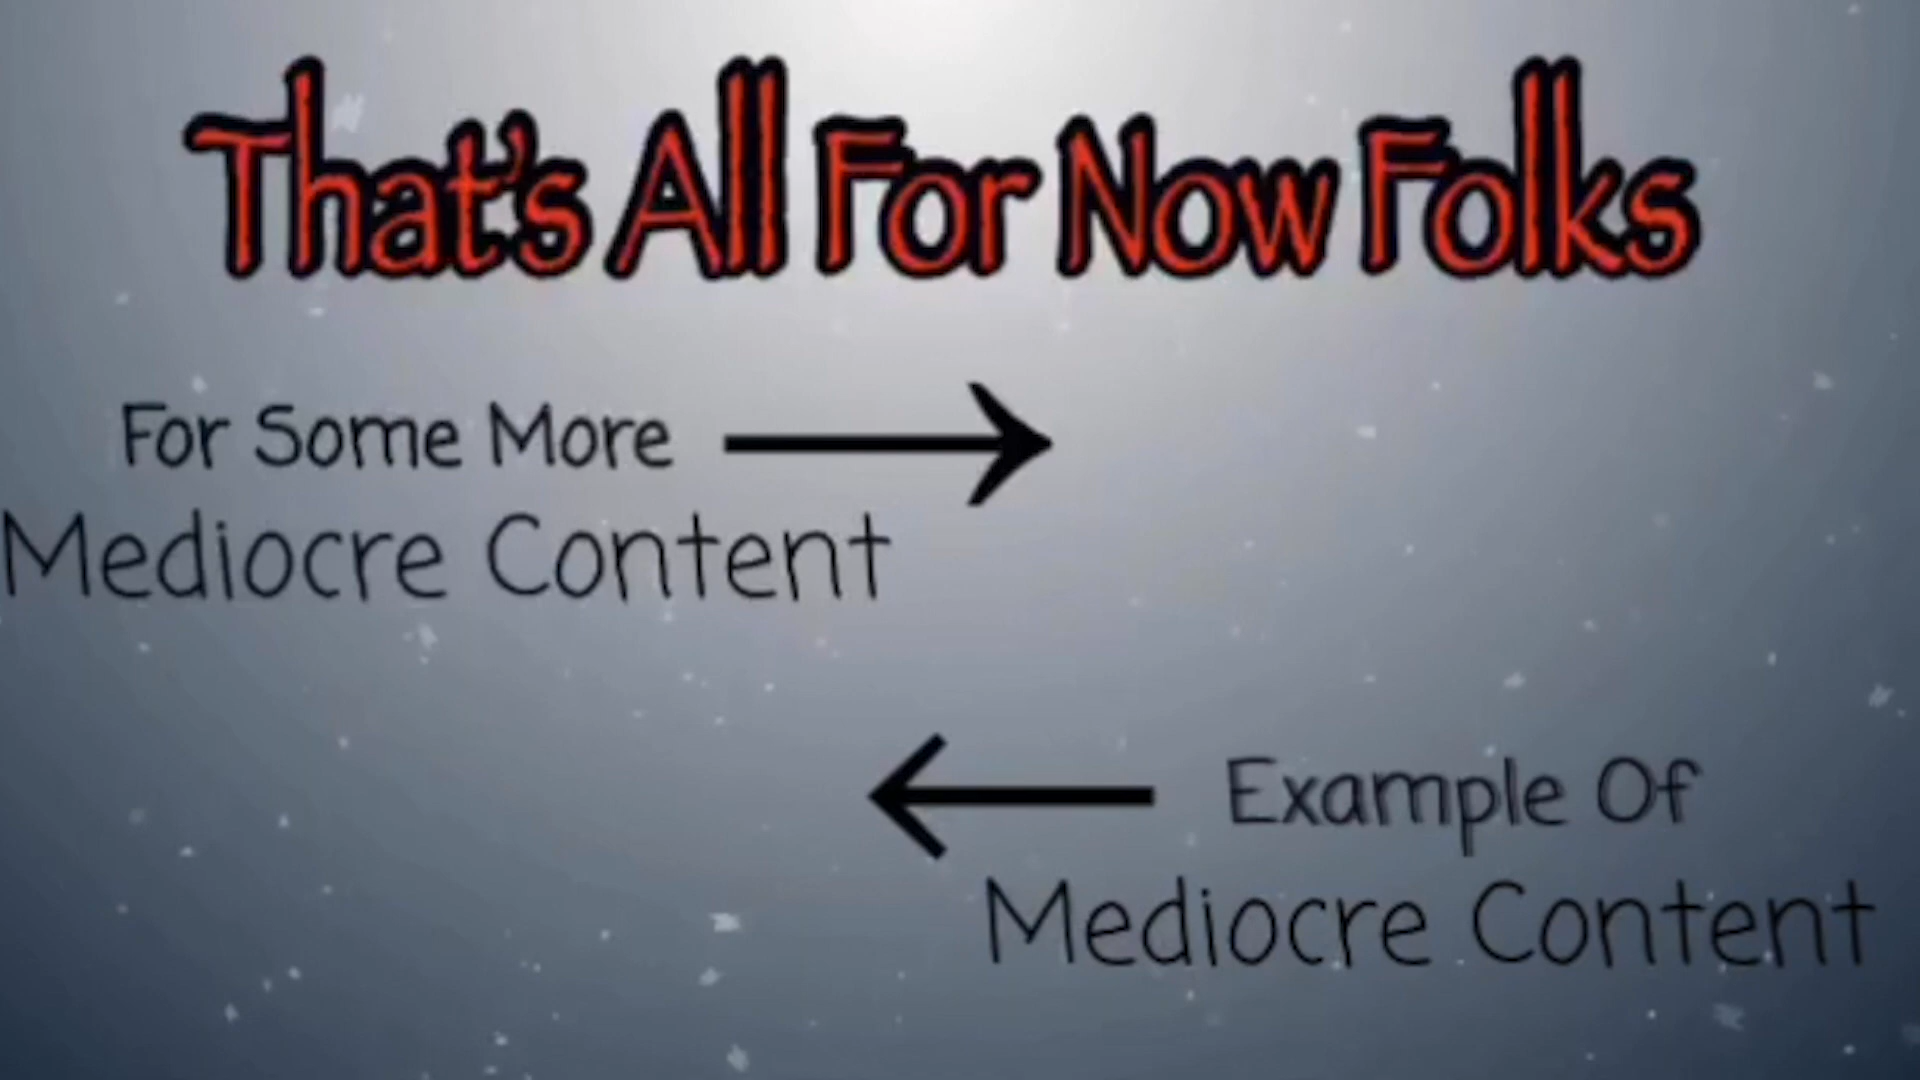 That's All For Now Folks
For Some More
Mediocre Content
Example Of
Mediocre Content